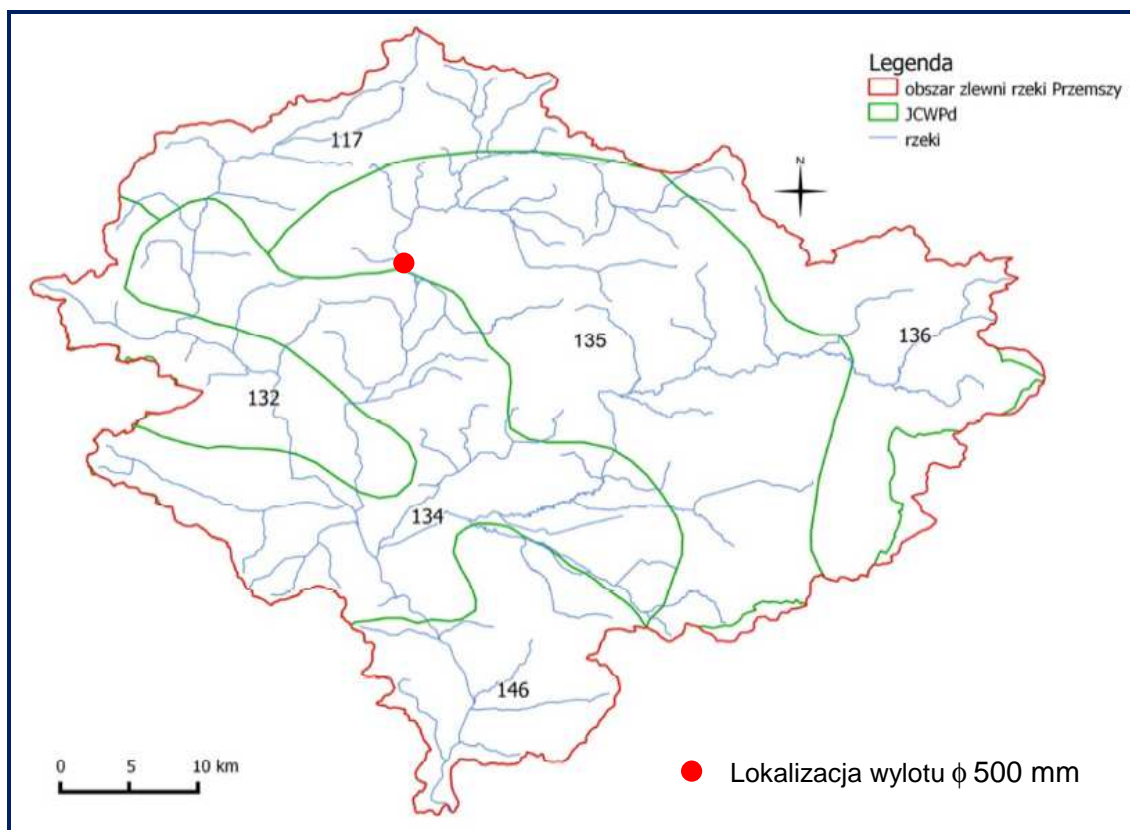 Legenda
obszar zlewni rzeki Przemszy
JCWPd
rzeki
117
N
135
136
132
134
146
0 5 10 km
Lokalizacja wylotu ϕ 500 mm